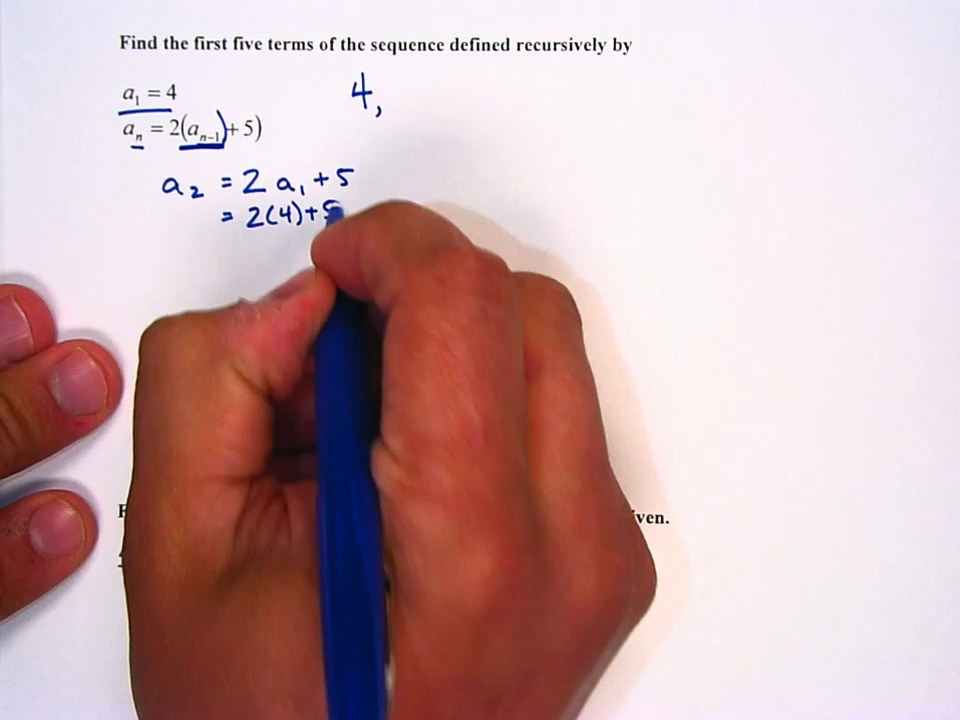 Find the first five terms of the sequence defined recursively by
a₁ = 4
4,
aₙ = 2(aₙ₋₁)+ 5)
a₂ = 2 a₁ + 5
= 2(4)+5
ven.